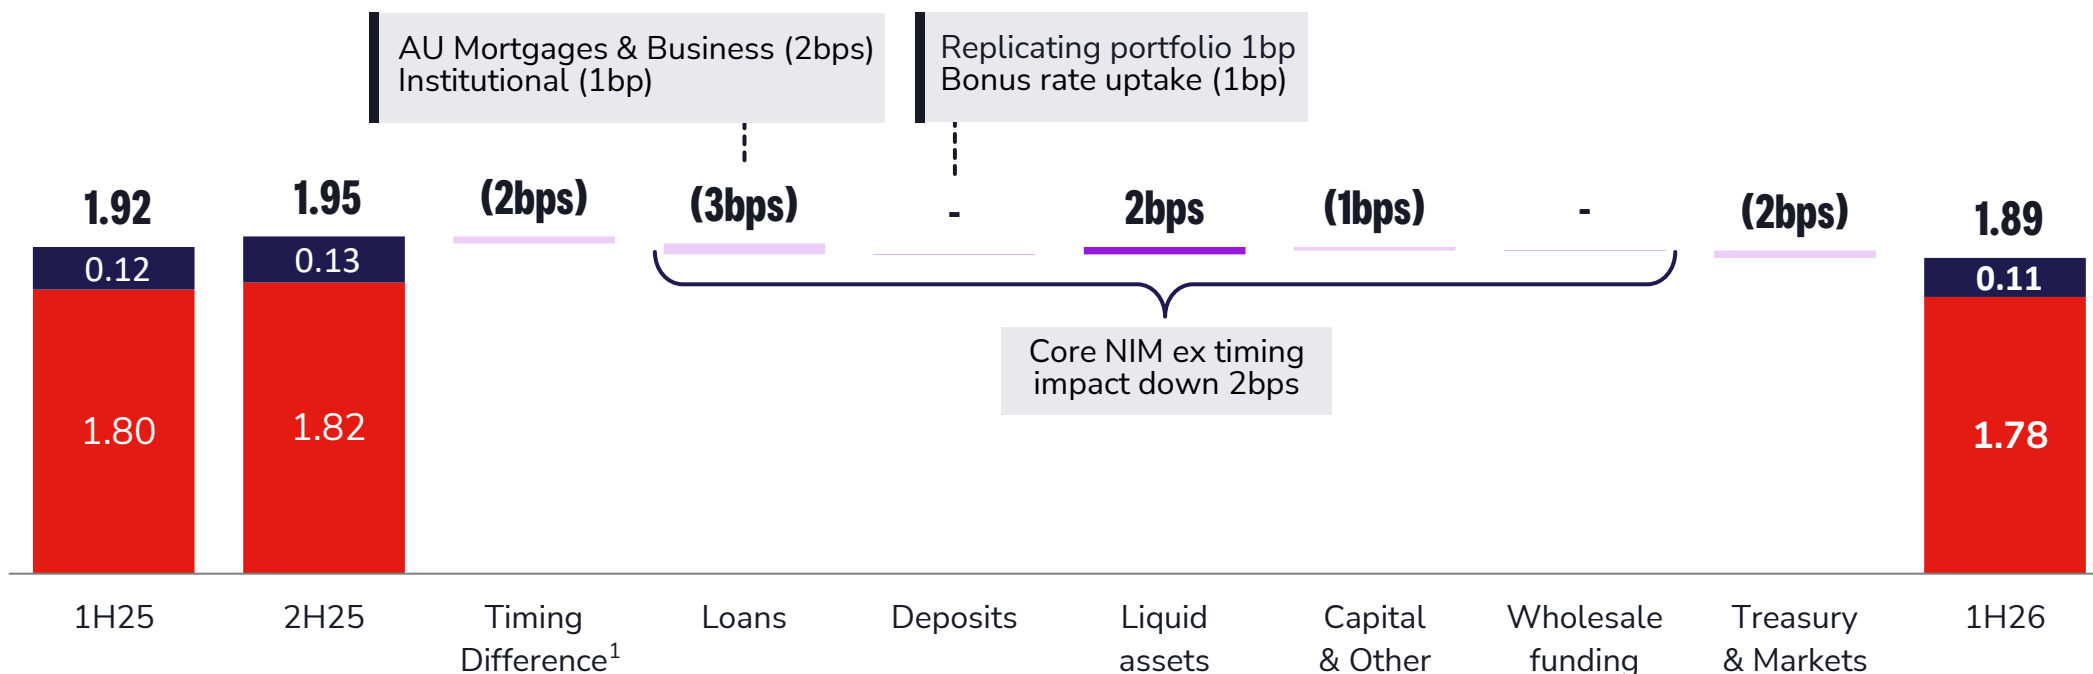 AU Mortgages & Business (2bps)
Institutional (1bp)
Replicating portfolio 1bp
Bonus rate uptake (1bp)
1.92
1.95
(2bps)
(3bps)
-
2bps
(1bps)
-
(2bps)
1.89
0.12
0.13
0.11
1.80
1.82
1.78
Core NIM ex timing
impact down 2bps
1H25
2H25
Timing
Difference¹
Loans
Deposits
Liquid
assets
Capital
& Other
Wholesale
funding
Treasury
& Markets
1H26